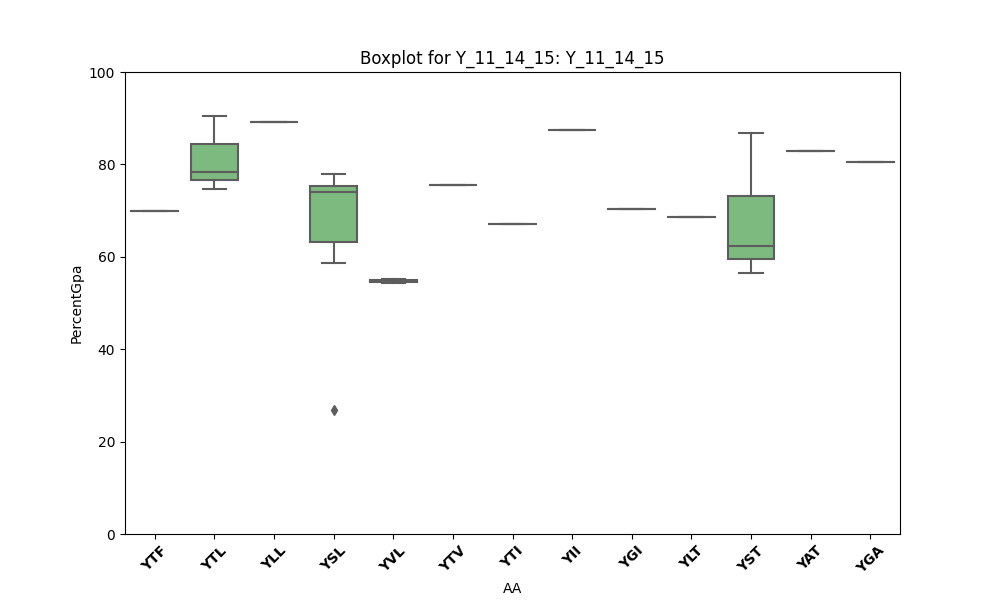 Boxplot for Y_11_14_15: Y_11_14_15
100
80
60
40
20
0
PercentGpa
YTF YTL YLL YSL YVL YTV YTI YII YGI YLT YST YAT YGA
AA